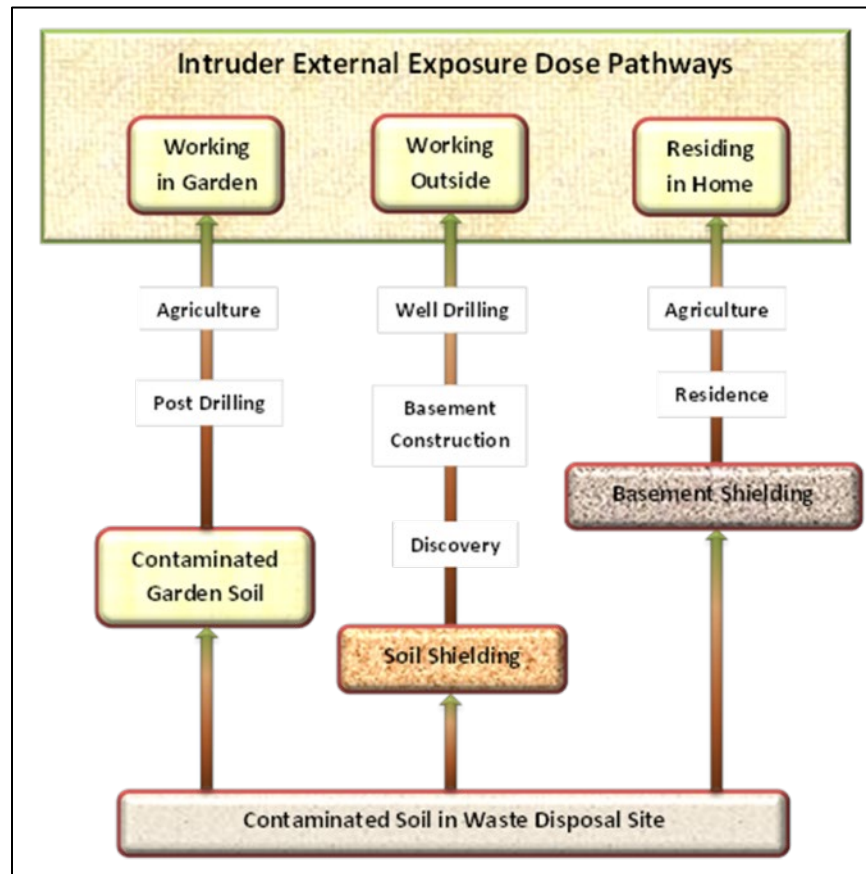 Intruder External Exposure Dose Pathways
Working
in Garden
Working
Outside
Residing
in Home
Agriculture
Well Drilling
Agriculture
Post Drilling
Basement
Construction
Residence
Basement Shielding
Discovery
Contaminated
Garden Soil
Soil Shielding
Contaminated Soil in Waste Disposal Site